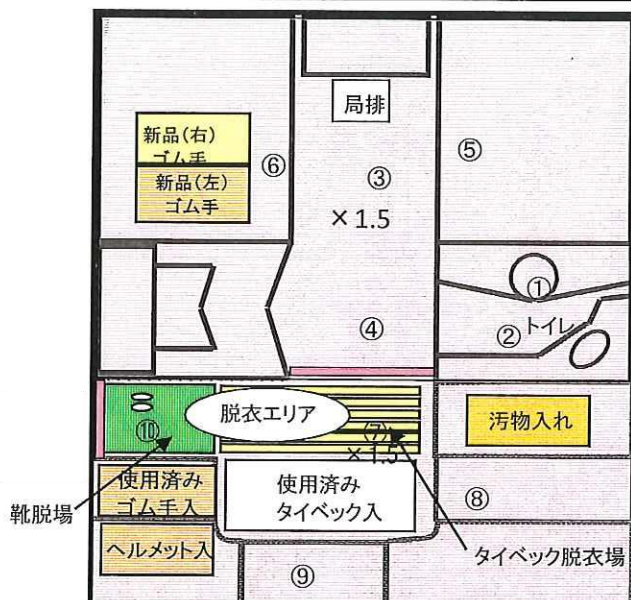 局排
新品(右)
ゴム手
新品(左)
ゴム手
⑥
③
×1.5
⑤
①
②
トイレ
④
脱衣エリア
⑩
(7)
×1.5
汚物入れ
使用済み
ゴム手入
使用済み
タイベック入
⑧
靴脱場
ヘルメット入
タイベック脱衣場
⑨